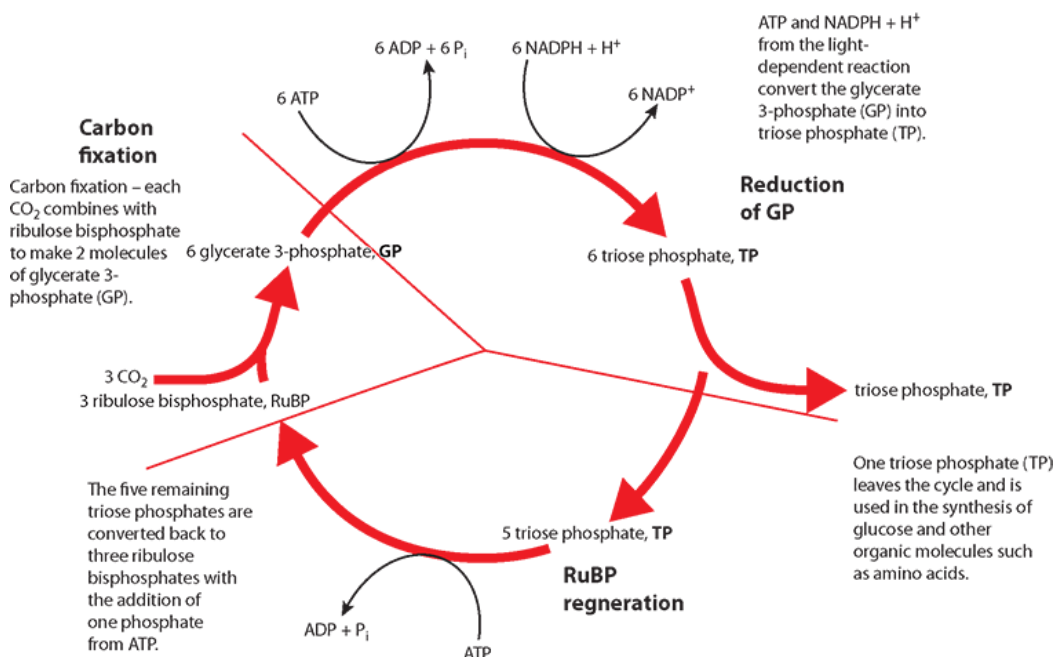 6 ADP + 6 Pi
6 NADPH + H⁺
6 ATP
6 NADP⁺
ATP and NADPH + H⁺
from the light-
dependent reaction
convert the glycerate
3-phosphate (GP) into
triose phosphate (TP).
Carbon
fixation
Carbon fixation – each
CO₂ combines with
ribulose bisphosphate
to make 2 molecules
of glycerate 3-
phosphate (GP).
Reduction
of GP
6 glycerate 3-phosphate, GP
6 triose phosphate, TP
3 CO₂
3 ribulose bisphosphate, RuBP
triose phosphate, TP
The five remaining
triose phosphates are
converted back to
three ribulose
bisphosphates with
the addition of
one phosphate
from ATP.
5 triose phosphate, TP
RuBP
regneration
ADP + Pi
ATP
One triose phosphate (TP)
leaves the cycle and is
used in the synthesis of
glucose and other
organic molecules such
as amino acids.